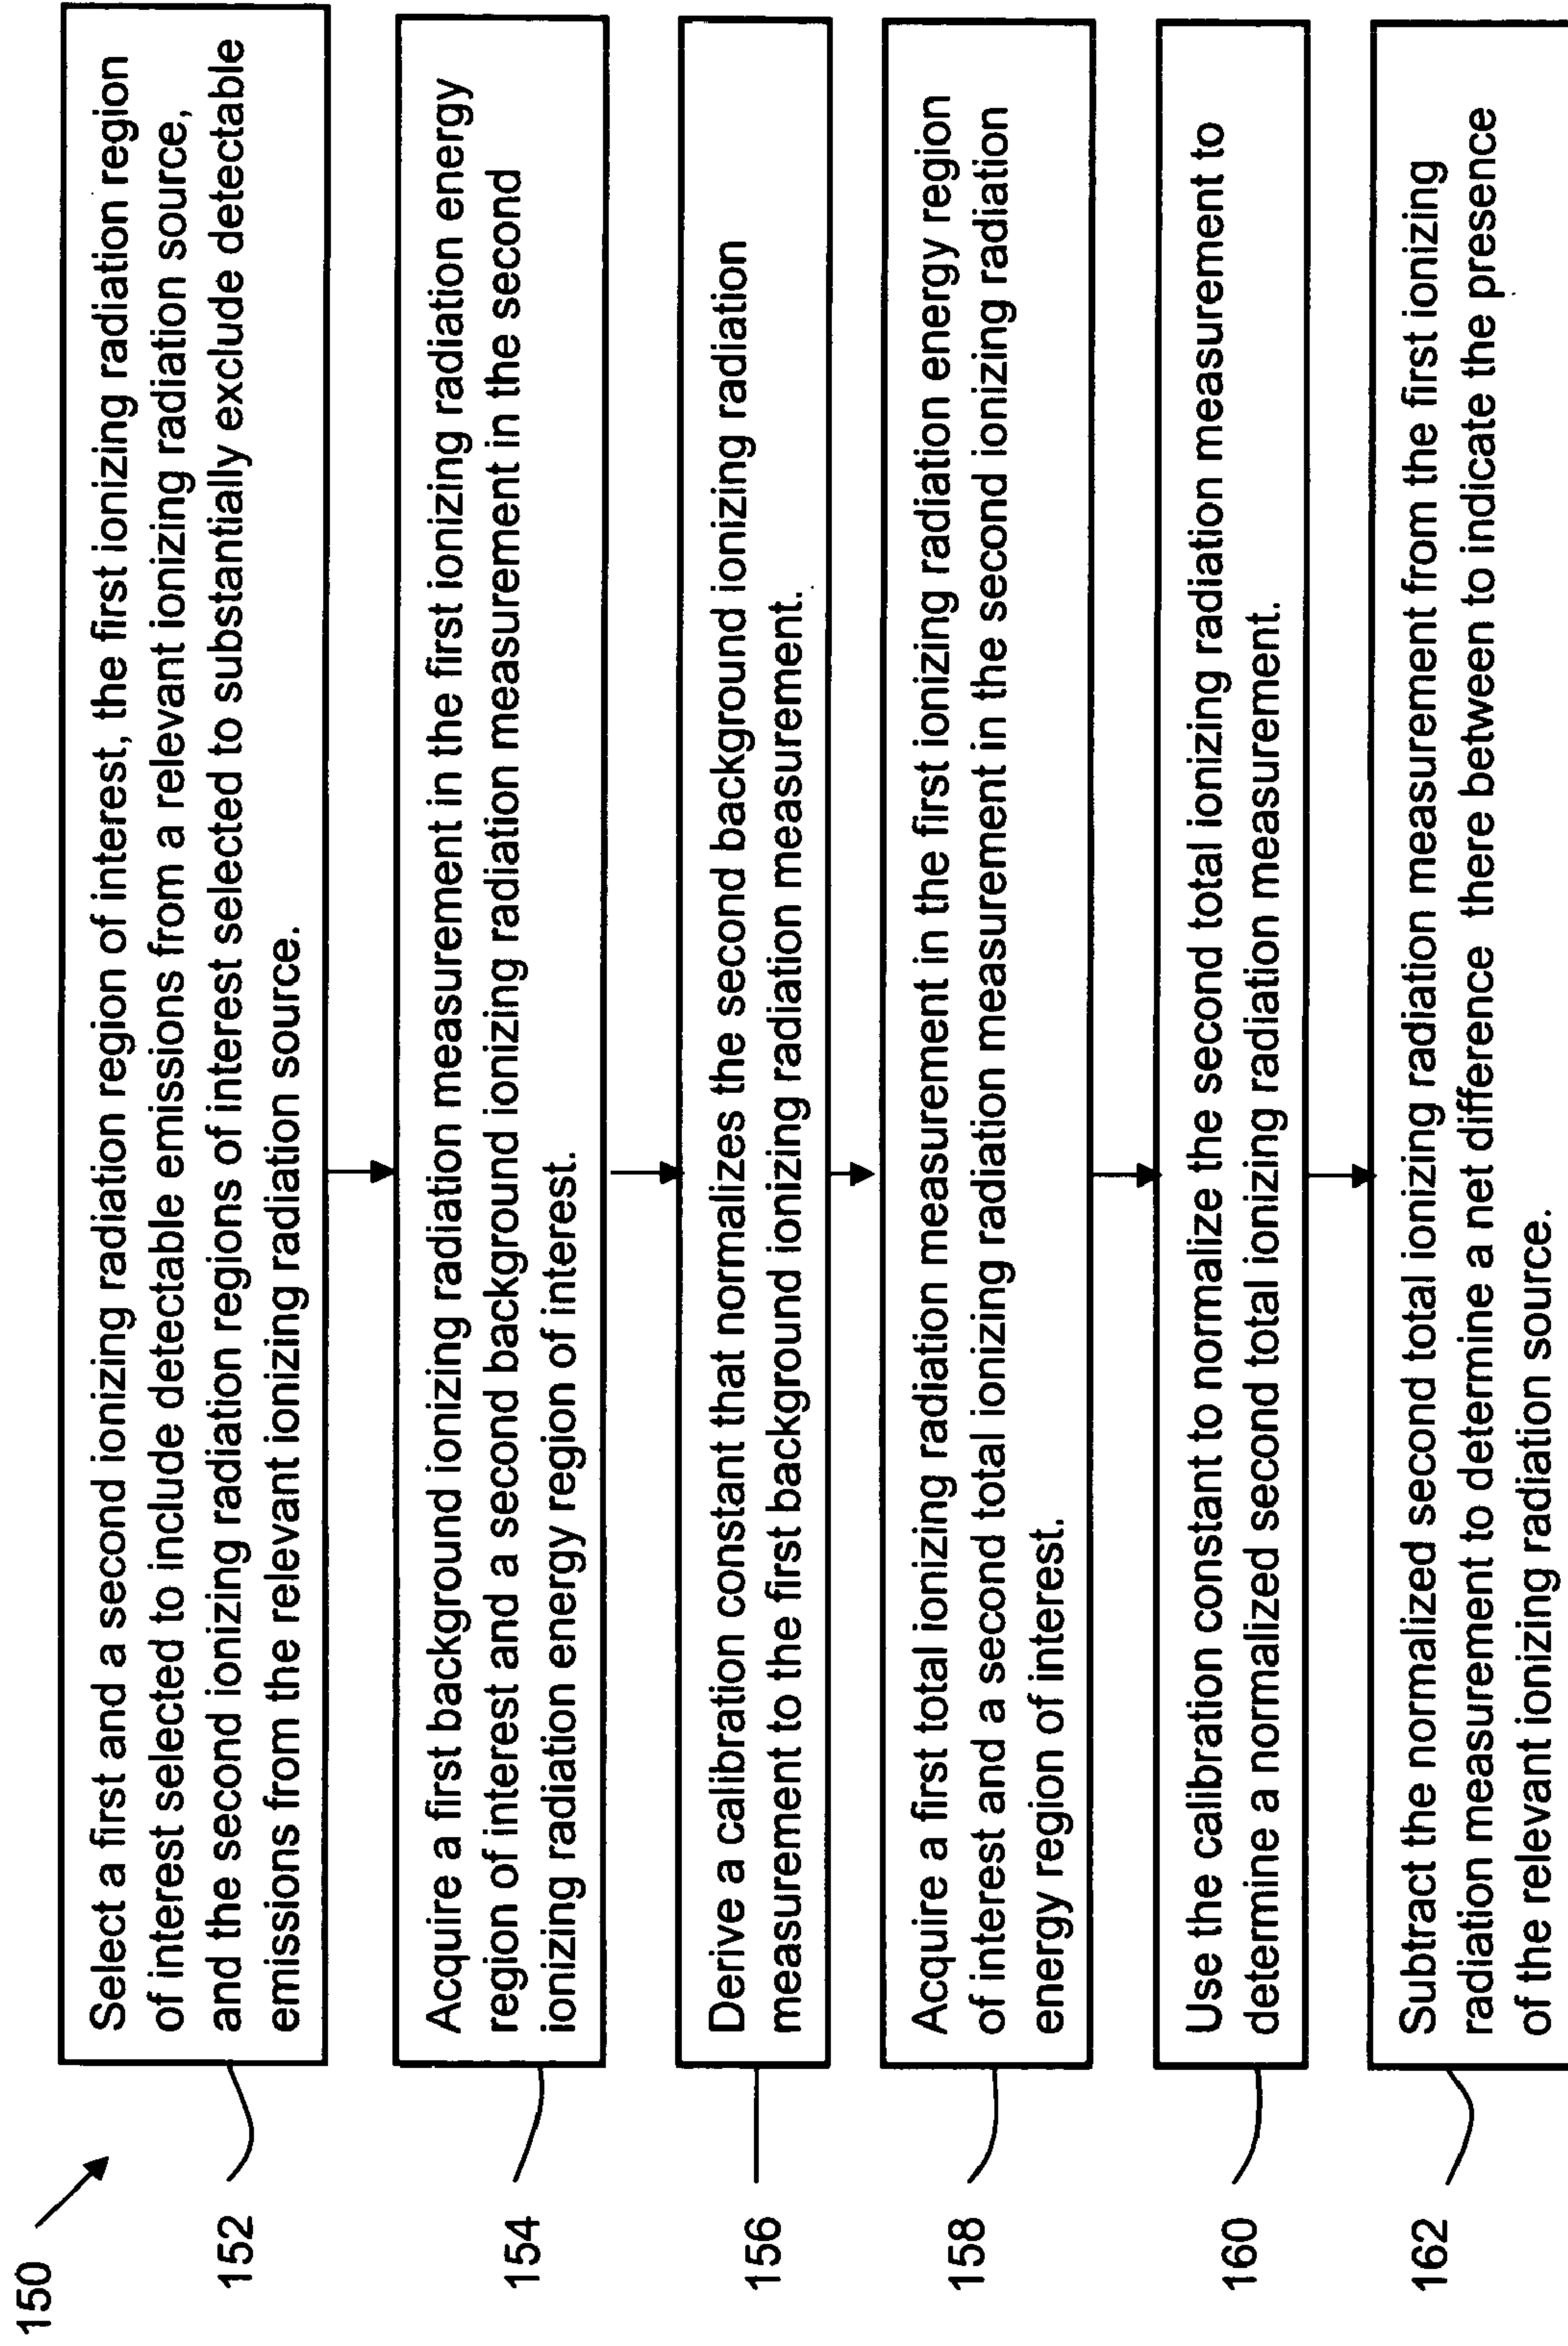 150
152
Select a first and a second ionizing radiation region of interest, the first ionizing radiation region
of interest selected to include detectable emissions from a relevant ionizing radiation source,
and the second ionizing radiation regions of interest selected to substantially exclude detectable
emissions from the relevant ionizing radiation source.
154
Acquire a first background ionizing radiation measurement in the first ionizing radiation energy
region of interest and a second background ionizing radiation measurement in the second
ionizing radiation energy region of interest.
156
Derive a calibration constant that normalizes the second background ionizing radiation
measurement to the first background ionizing radiation measurement.
158
Acquire a first total ionizing radiation measurement in the first ionizing radiation energy region
of interest and a second total ionizing radiation measurement in the second ionizing radiation
energy region of interest.
160
Use the calibration constant to normalize the second total ionizing radiation measurement to
determine a normalized second total ionizing radiation measurement.
162
Subtract the normalized second total ionizing radiation measurement from the first ionizing
radiation measurement to determine a net difference there between to indicate the presence
of the relevant ionizing radiation source.